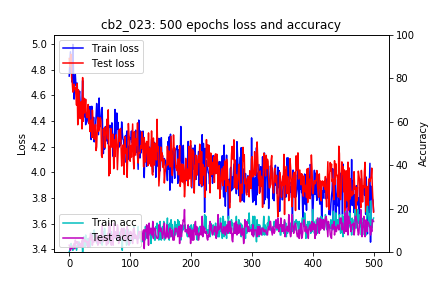 cb2_023: 500 epochs loss and accuracy
Train loss
Test loss
Train acc
Test acc
Loss
5.0
4.8
4.6
4.4
4.2
4.0
3.8
3.6
3.4
Accuracy
100
80
60
40
20
0
0 100 200 300 400 500